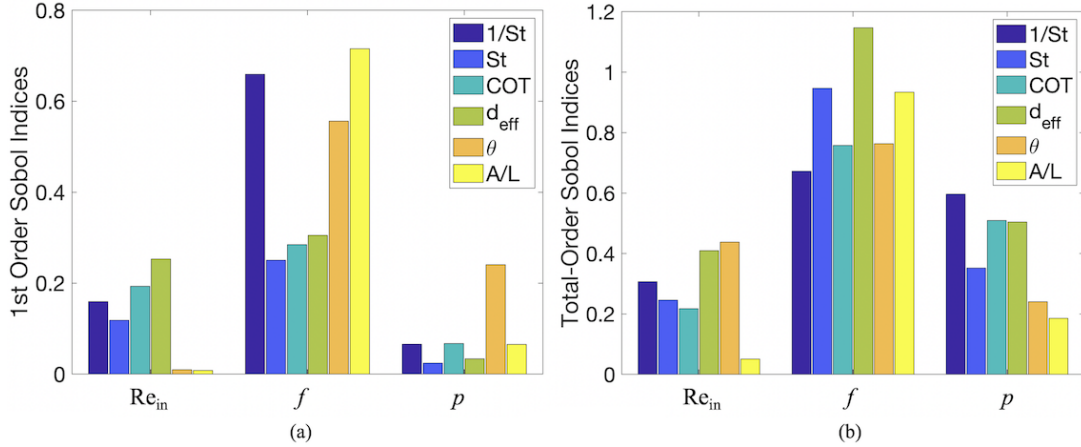 1st Order Sobol Indices
0.8
0.6
0.4
0.2
0
1/St
St
COT
d_eff
θ
A/L
Re_in
f
p
(a)
Total-Order Sobol Indices
1.2
1
0.8
0.6
0.4
0.2
0
1/St
St
COT
d_eff
θ
A/L
Re_in
f
p
(b)